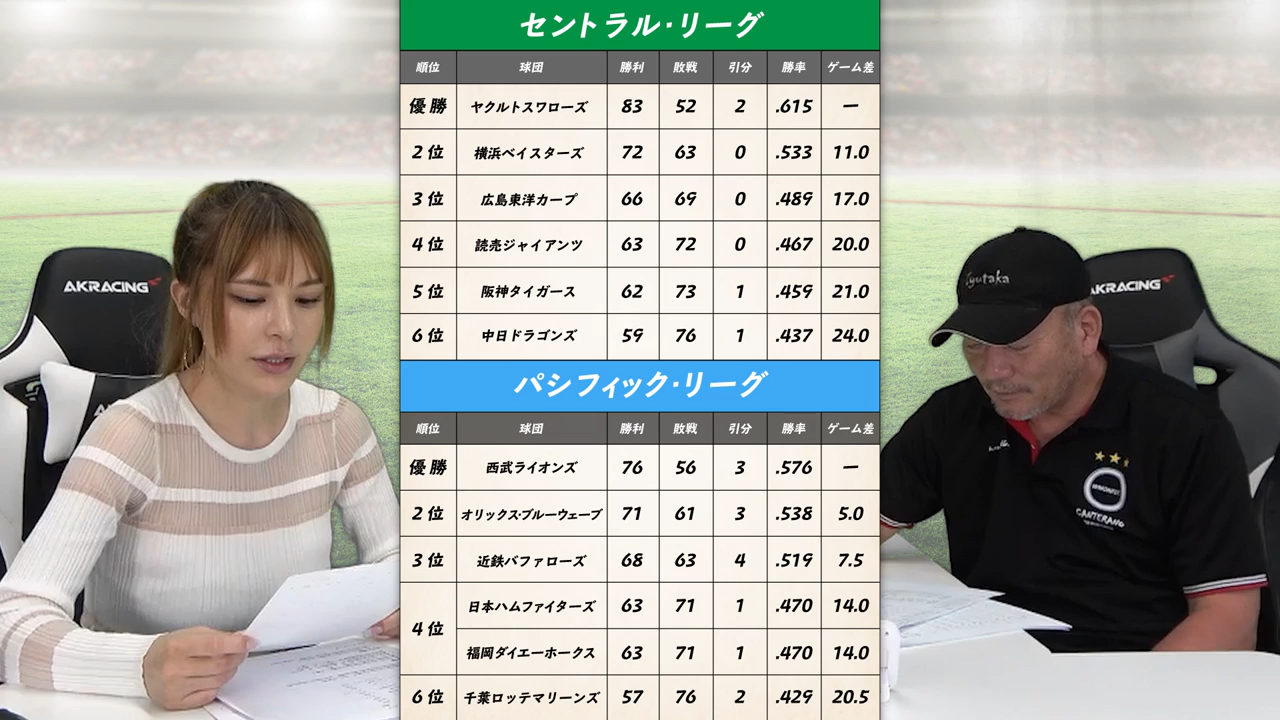 セントラル・リーグ
順位 球団 勝利 敗戦 引分 勝率 ゲーム差
優勝 ヤクルトスワローズ 83 52 2 .615 ー
2位 横浜ベイスターズ 72 63 0 .533 11.0
3位 広島東洋カープ 66 69 0 .489 17.0
4位 読売ジャイアンツ 63 72 0 .467 20.0
5位 阪神タイガース 62 73 1 .459 21.0
6位 中日ドラゴンズ 59 76 1 .437 24.0
パシフィック・リーグ
順位 球団 勝利 敗戦 引分 勝率 ゲーム差
優勝 西武ライオンズ 76 56 3 .576 ー
2位 オリックス・ブルーウェーブ 71 61 3 .538 5.0
3位 近鉄バファローズ 68 63 4 .519 7.5
4位 日本ハムファイターズ 63 71 1 .470 14.0
福岡ダイエーホークス 63 71 1 .470 14.0
6位 千葉ロッテマリーンズ 57 76 2 .429 20.5
AKRACING
AKRACING
CANTERANO